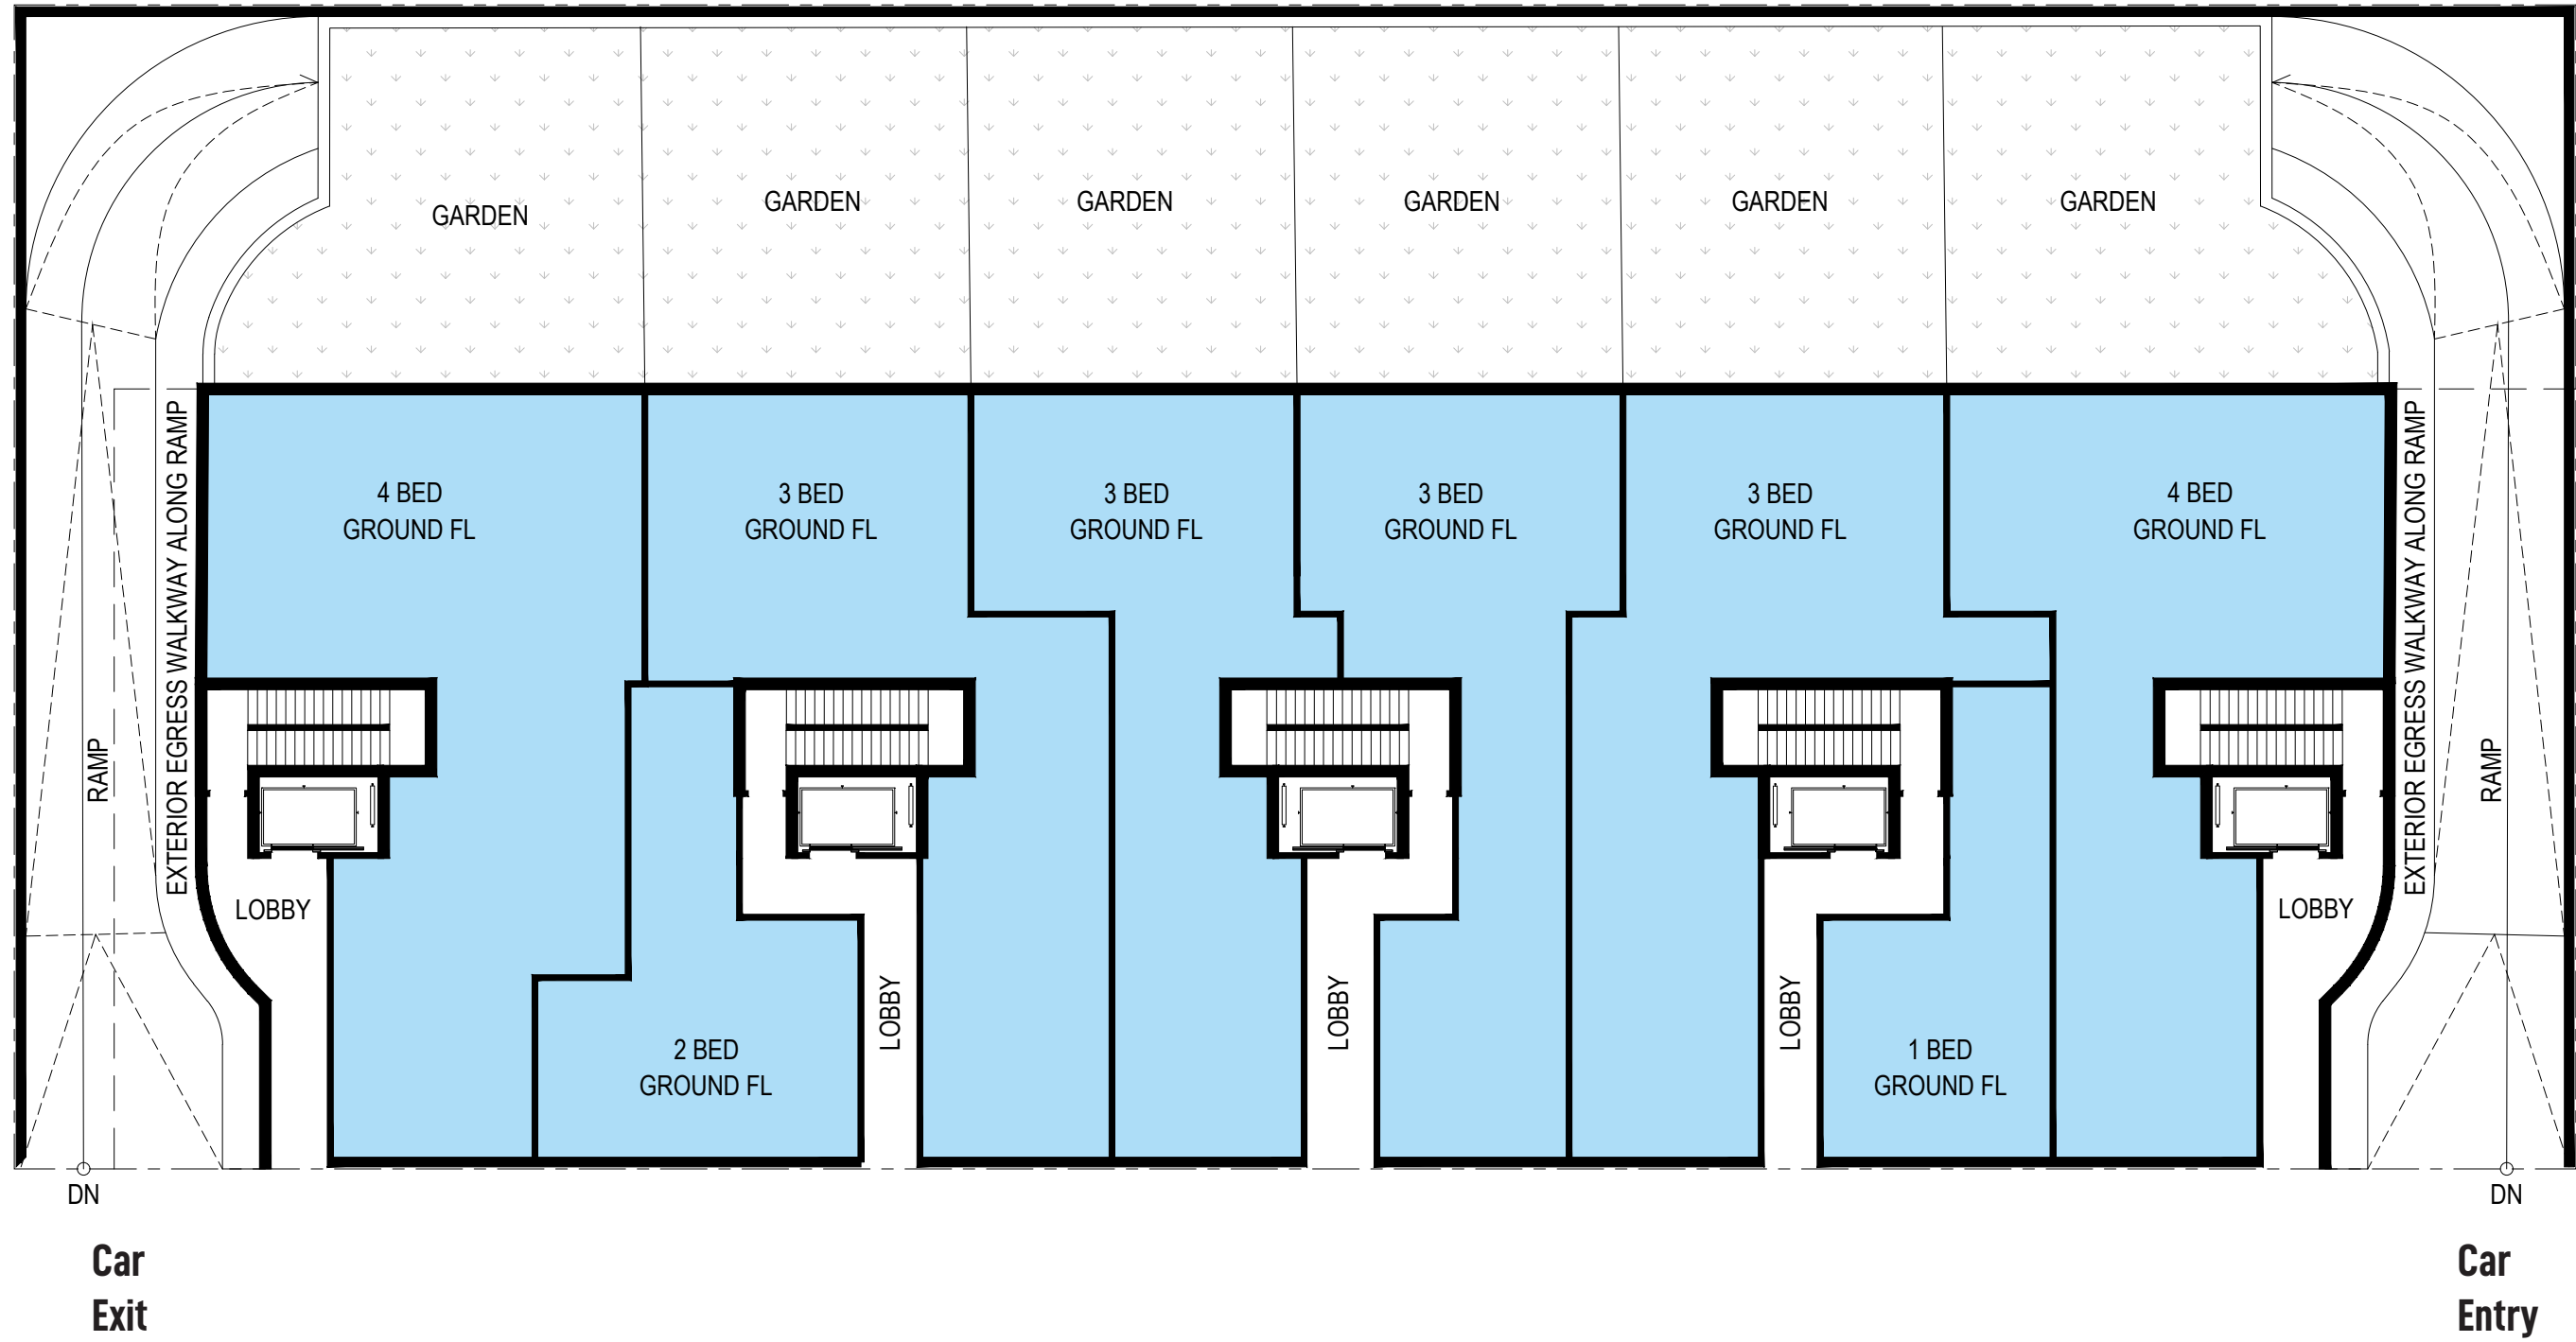 GARDEN
GARDEN
GARDEN
GARDEN
GARDEN
GARDEN
EXTERIOR EGRESS WALKWAY ALONG RAMP
RAMP
4 BED
GROUND FL
3 BED
GROUND FL
3 BED
GROUND FL
3 BED
GROUND FL
3 BED
GROUND FL
4 BED
GROUND FL
EXTERIOR EGRESS WALKWAY ALONG RAMP
RAMP
LOBBY
2 BED
GROUND FL
LOBBY
LOBBY
LOBBY
1 BED
GROUND FL
LOBBY
DN
DN
Car
Exit
Car
Entry